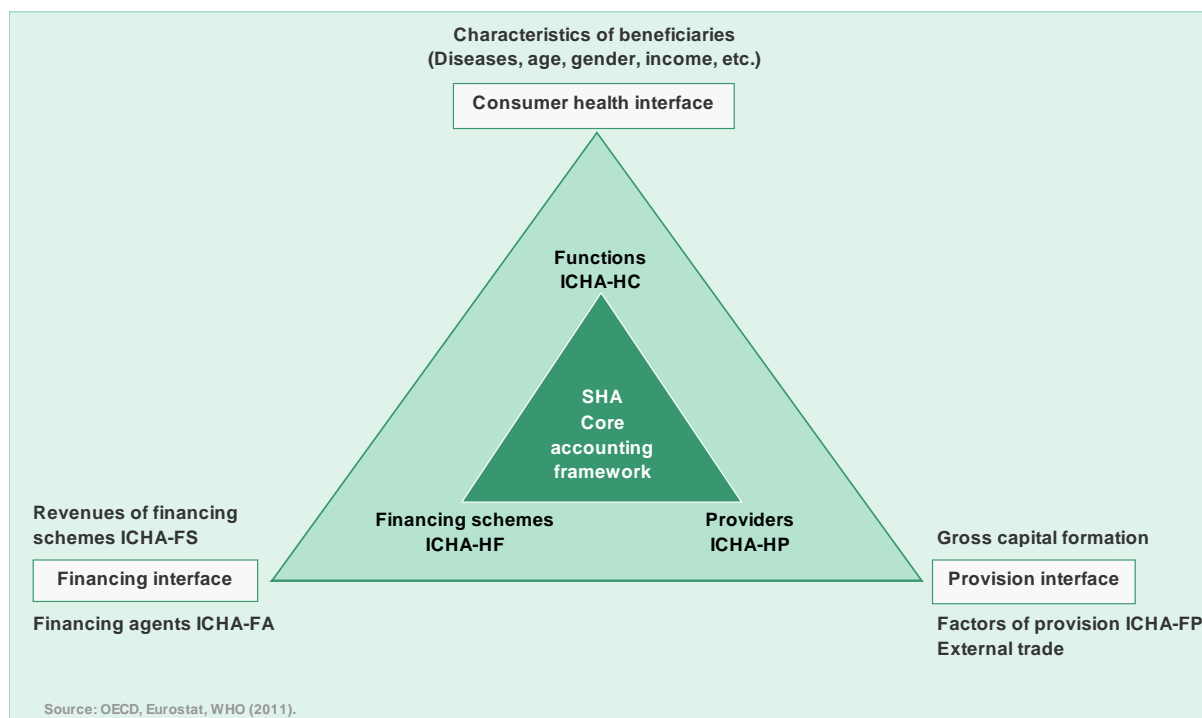 Characteristics of beneficiaries
(Diseases, age, gender, income, etc.)
Consumer health interface
Functions
ICHA-HC
SHA
Core
accounting
framework
Financing schemes
ICHA-HF
Providers
ICHA-HP
Revenues of financing
schemes ICHA-FS
Financing interface
Financing agents ICHA-FA
Gross capital formation
Provision interface
Factors of provision ICHA-FP
External trade
Source: OECD, Eurostat, WHO (2011).